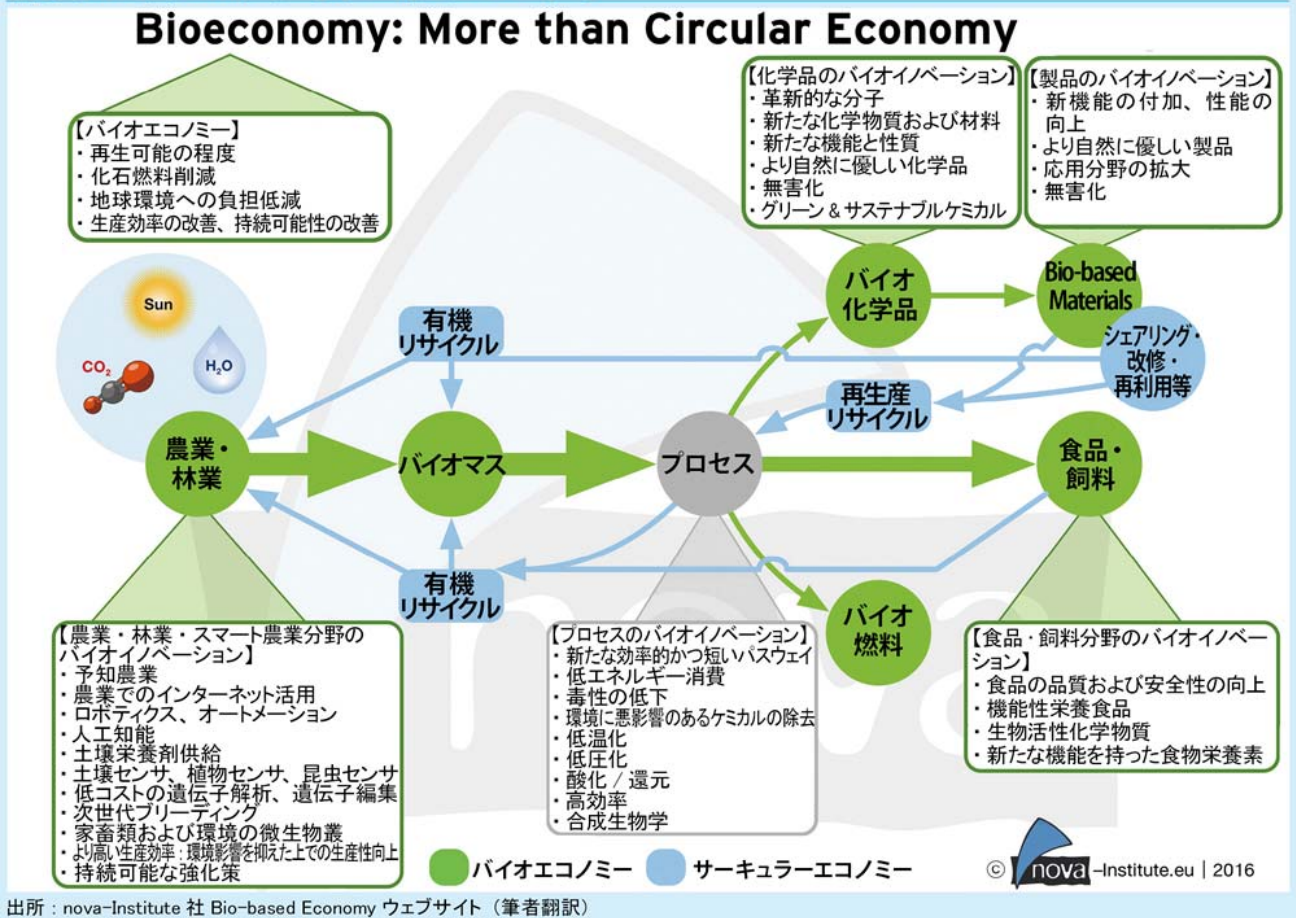 Bioeconomy: More than Circular Economy
【バイオエコノミー】
・再生可能の程度
・化石燃料削減
・地球環境への負担低減
・生産効率の改善、持続可能性の改善
【化学品のバイオイノベーション】
・革新的な分子
・新たな化学物質および材料
・新たな機能と性質
・より自然に優しい化学品
・無害化
・グリーン＆サステナブルケミカル
【製品のバイオイノベーション】
・新機能の付加、性能の
向上
・より自然に優しい製品
・応用分野の拡大
・無害化
Sun
CO₂
H₂O
有機
リサイクル
バイオ
化学品
Bio-based
Materials
シェアリング・
改修・
再利用等
再生産
リサイクル
農業・
林業
バイオマス
プロセス
食品・
飼料
有機
リサイクル
バイオ
燃料
【農業・林業・スマート農業分野の
バイオイノベーション】
・予知農業
・農業でのインターネット活用
・ロボティクス、オートメーション
・人工知能
・土壌栄養剤供給
・土壌センサ、植物センサ、昆虫センサ
・低コストの遺伝子解析、遺伝子編集
・次世代ブリーディング
・家畜類および環境の微生物叢
・より高い生産効率：環境影響を抑えた上での生産性向上
・持続可能な強化策
【プロセスのバイオイノベーション】
・新たな効率的かつ短いパスウェイ
・低エネルギー消費
・毒性の低下
・環境に悪影響のあるケミカルの除去
・低温化
・低圧化
・酸化 / 還元
・高効率
・合成生物学
【食品・飼料分野のバイオイノベー
ション】
・食品の品質および安全性の向上
・機能性栄養食品
・生物活性化学物質
・新たな機能を持った食物栄養素
バイオエコノミー サーキュラーエコノミー
© nova-Institute.eu | 2016
nova
出所：nova-Institute 社 Bio-based Economy ウェブサイト（筆者翻訳）